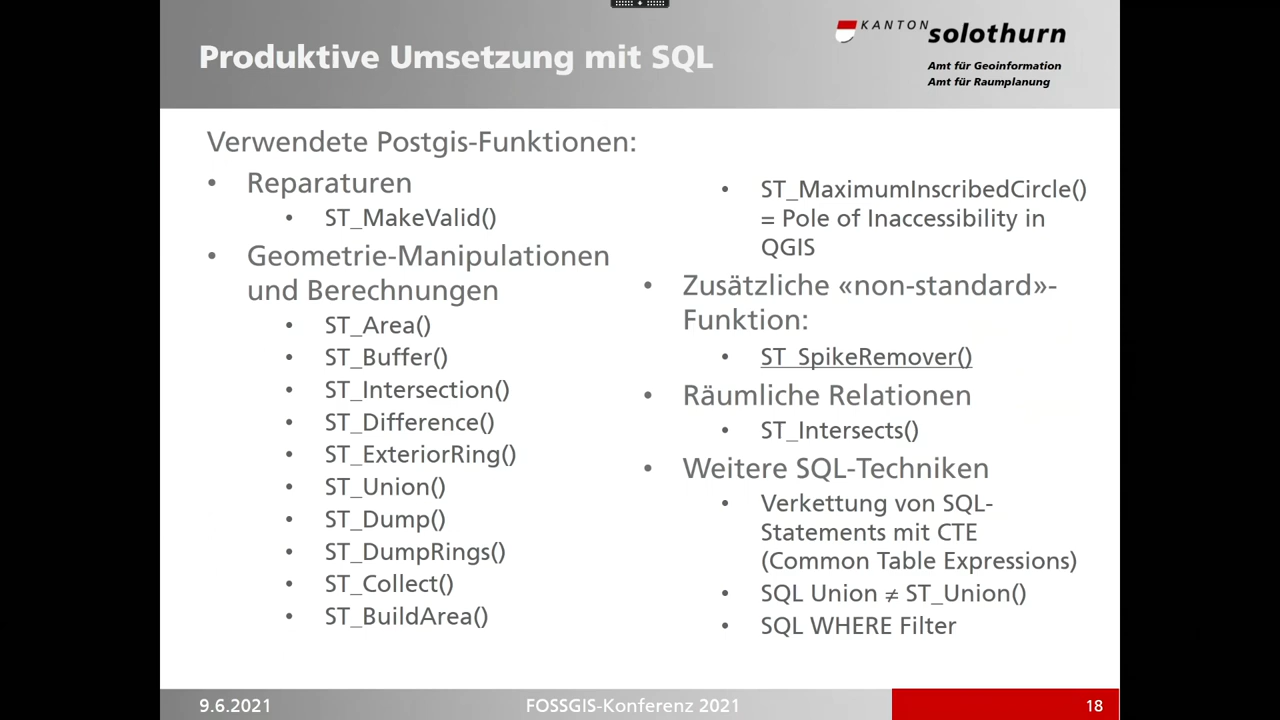 Produktive Umsetzung mit SQL
KANTON solothurn
Amt für Geoinformation
Amt für Raumplanung
Verwendete Postgis-Funktionen:
• Reparaturen
• ST_MakeValid()
• Geometrie-Manipulationen
und Berechnungen
• ST_Area()
• ST_Buffer()
• ST_Intersection()
• ST_Difference()
• ST_ExteriorRing()
• ST_Union()
• ST_Dump()
• ST_DumpRings()
• ST_Collect()
• ST_BuildArea()
• ST_MaximumInscribedCircle()
= Pole of Inaccessibility in
QGIS
• Zusätzliche «non-standard»-
Funktion:
• ST_SpikeRemover()
• Räumliche Relationen
• ST_Intersects()
• Weitere SQL-Techniken
• Verkettung von SQL-
Statements mit CTE
(Common Table Expressions)
• SQL Union ≠ ST_Union()
• SQL WHERE Filter
9.6.2021
FOSSGIS-Konferenz 2021
18